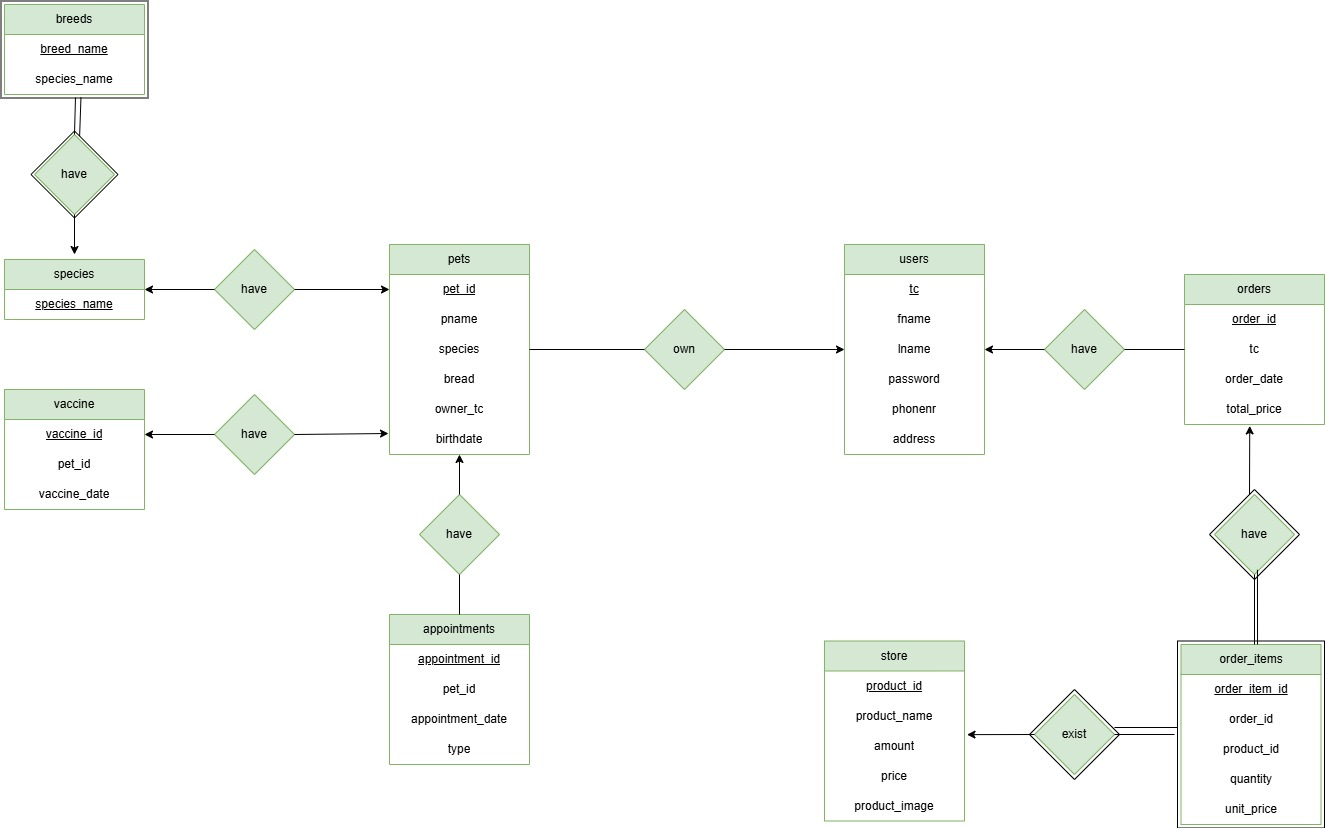 breeds
breed_name
species_name
have
species
species_name
have
pets
pet_id
pname
species
bread
owner_tc
birthdate
own
users
tc
fname
lname
password
phonenr
address
have
orders
order_id
tc
order_date
total_price
vaccine
vaccine_id
pet_id
vaccine_date
have
have
appointments
appointment_id
pet_id
appointment_date
type
have
store
product_id
product_name
amount
price
product_image
exist
order_items
order_item_id
order_id
product_id
quantity
unit_price